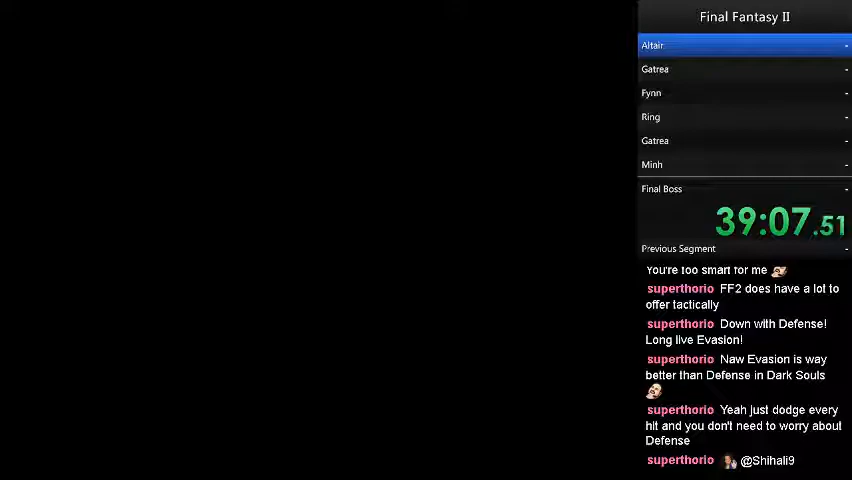 Final Fantasy II
Altair -
Gatrea -
Fynn -
Ring -
Gatrea -
Minh -
Final Boss -
39:07.51
Previous Segment -
You're too smart for me
superthorio FF2 does have a lot to
offer tactically
superthorio Down with Defense!
Long live Evasion!
superthorio Naw Evasion is way
better than Defense in Dark Souls
superthorio Yeah just dodge every
hit and you don't need to worry about
Defense
superthorio @Shihali9